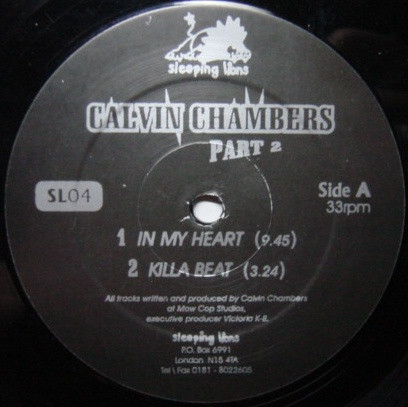 sleeping lions
CALVIN CHAMBERS
PART 2
SL04
Side A
33rpm
1 IN MY HEART (9.45)
2 KILLA BEAT (3.24)
All tracks written and produced by Calvin Chambers
at Mow Cop Studios,
executive producer Victoria K-B.
sleeping lions
P.O. Box 6991
London N15 4TA
Tel \ Fax 0181 - 8022605